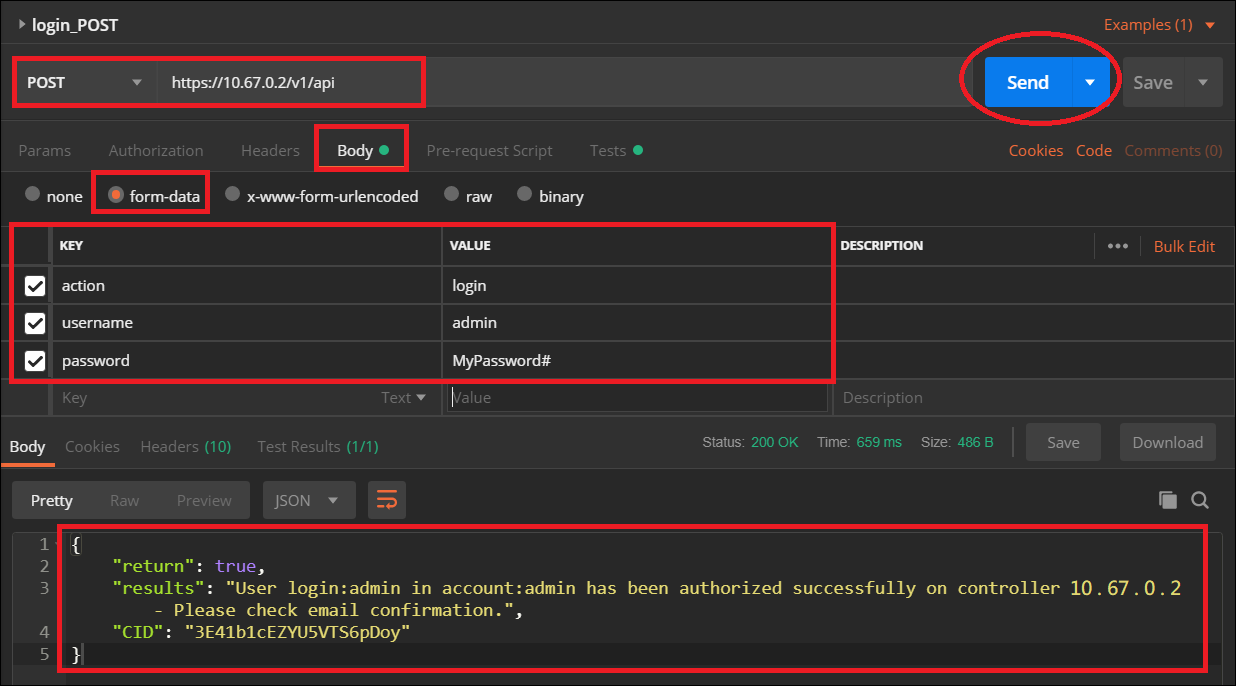 login_POST
Examples (1)
POST https://10.67.0.2/v1/api Send Save
Params Authorization Headers Body Pre-request Script Tests Cookies Code Comments (0)
none form-data x-www-form-urlencoded raw binary
KEY VALUE DESCRIPTION ••• Bulk Edit
action login
username admin
password MyPassword#
Key Text Value Description
Body Cookies Headers (10) Test Results (1/1) Status: 200 OK Time: 659 ms Size: 486 B Save Download
Pretty Raw Preview JSON
1 {
2 "return": true,
3 "results": "User login:admin in account:admin has been authorized successfully on controller 10.67.0.2
- Please check email confirmation.",
4 "CID": "3E41b1cEZYU5VTS6pDoy"
5 }